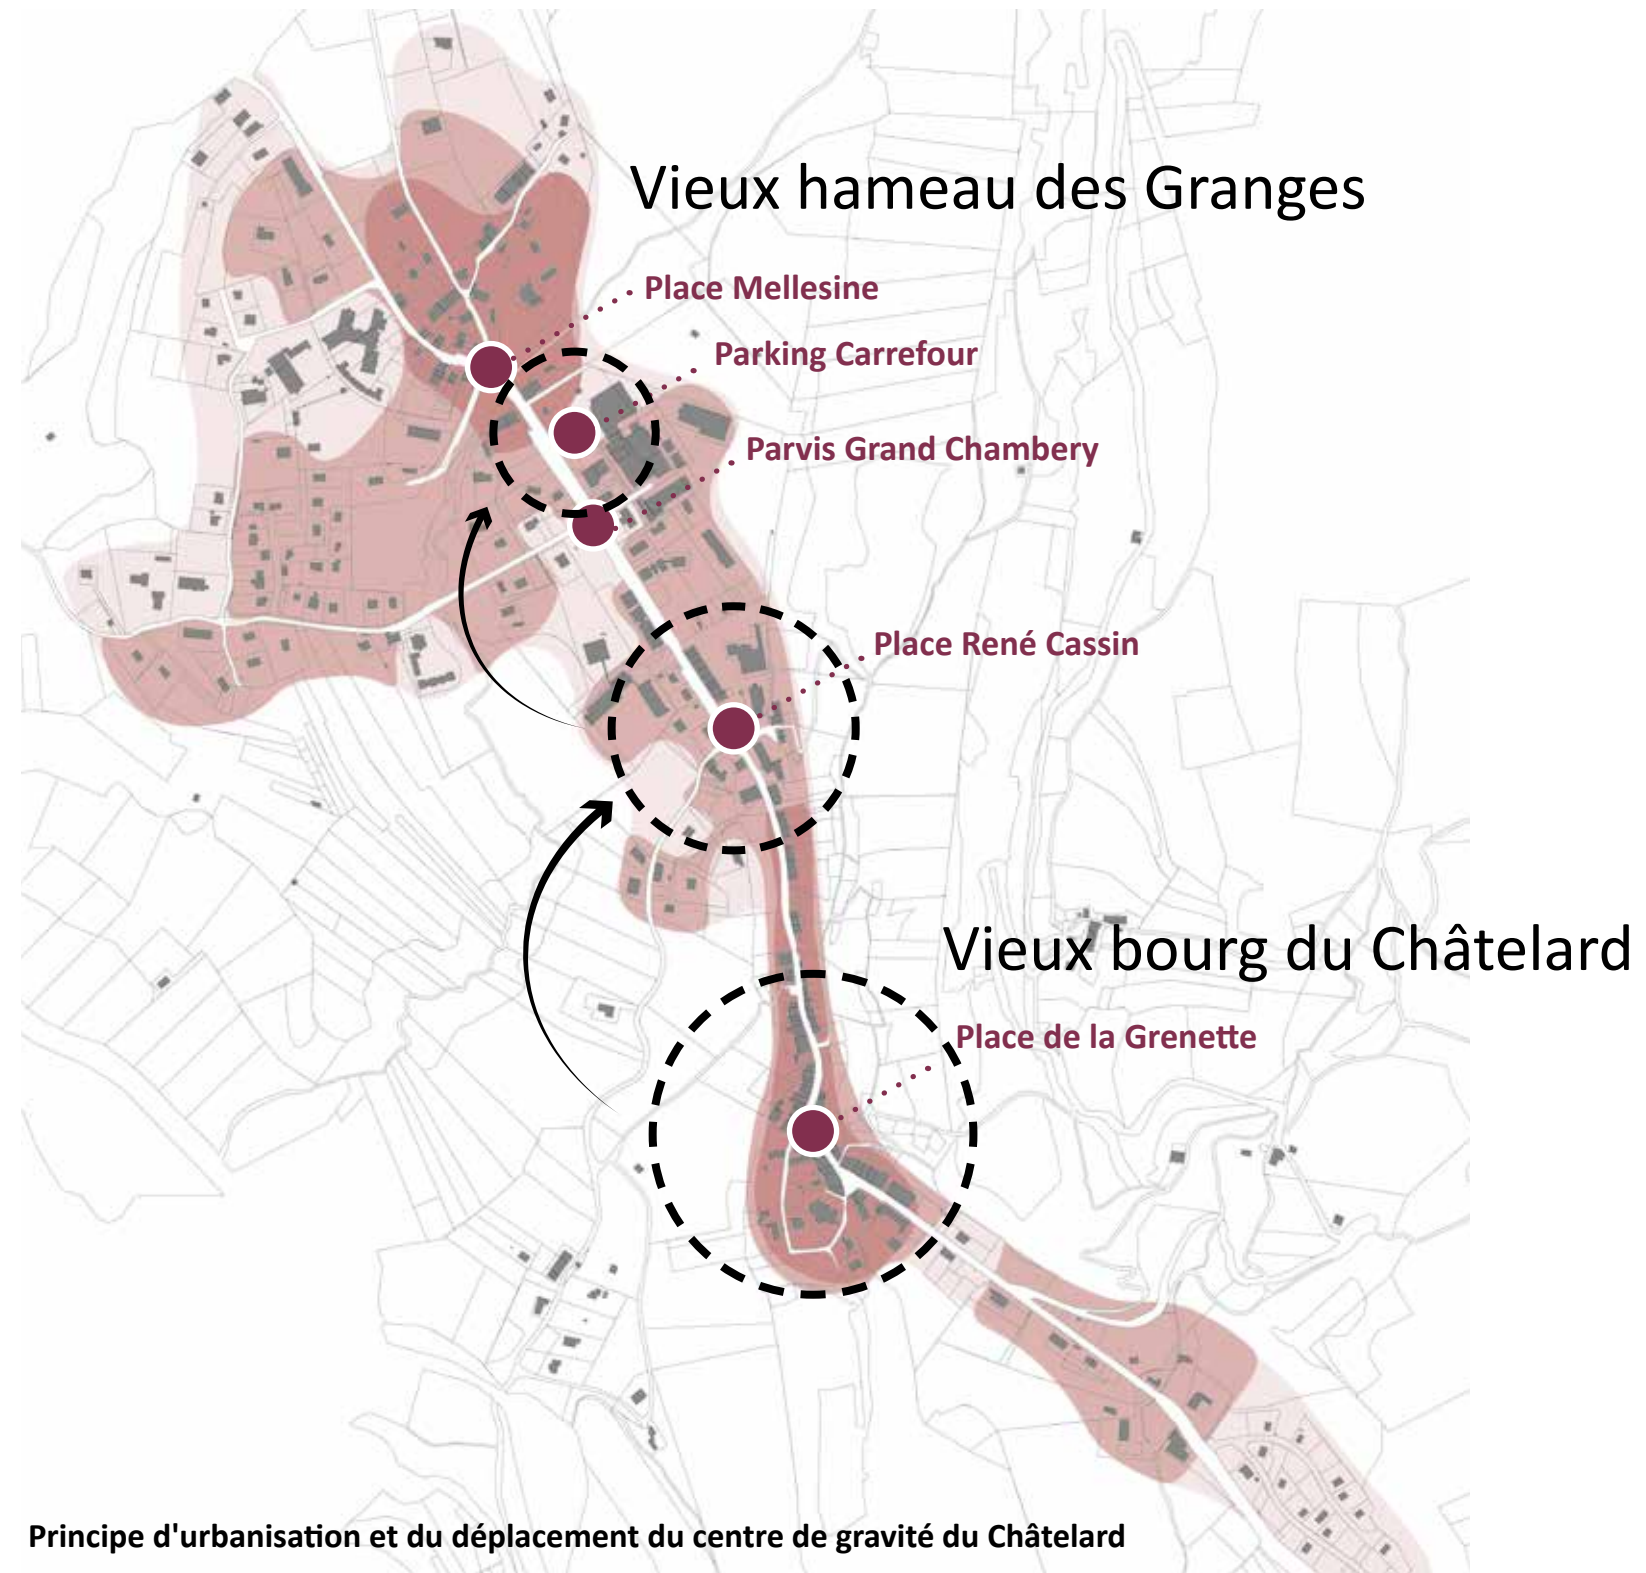 Vieux hameau des Granges
Place Mellesine
Parking Carrefour
Parvis Grand Chambery
Place René Cassin
Vieux bourg du Châtelard
Place de la Grenette
Principe d'urbanisation et du déplacement du centre de gravité du Châtelard